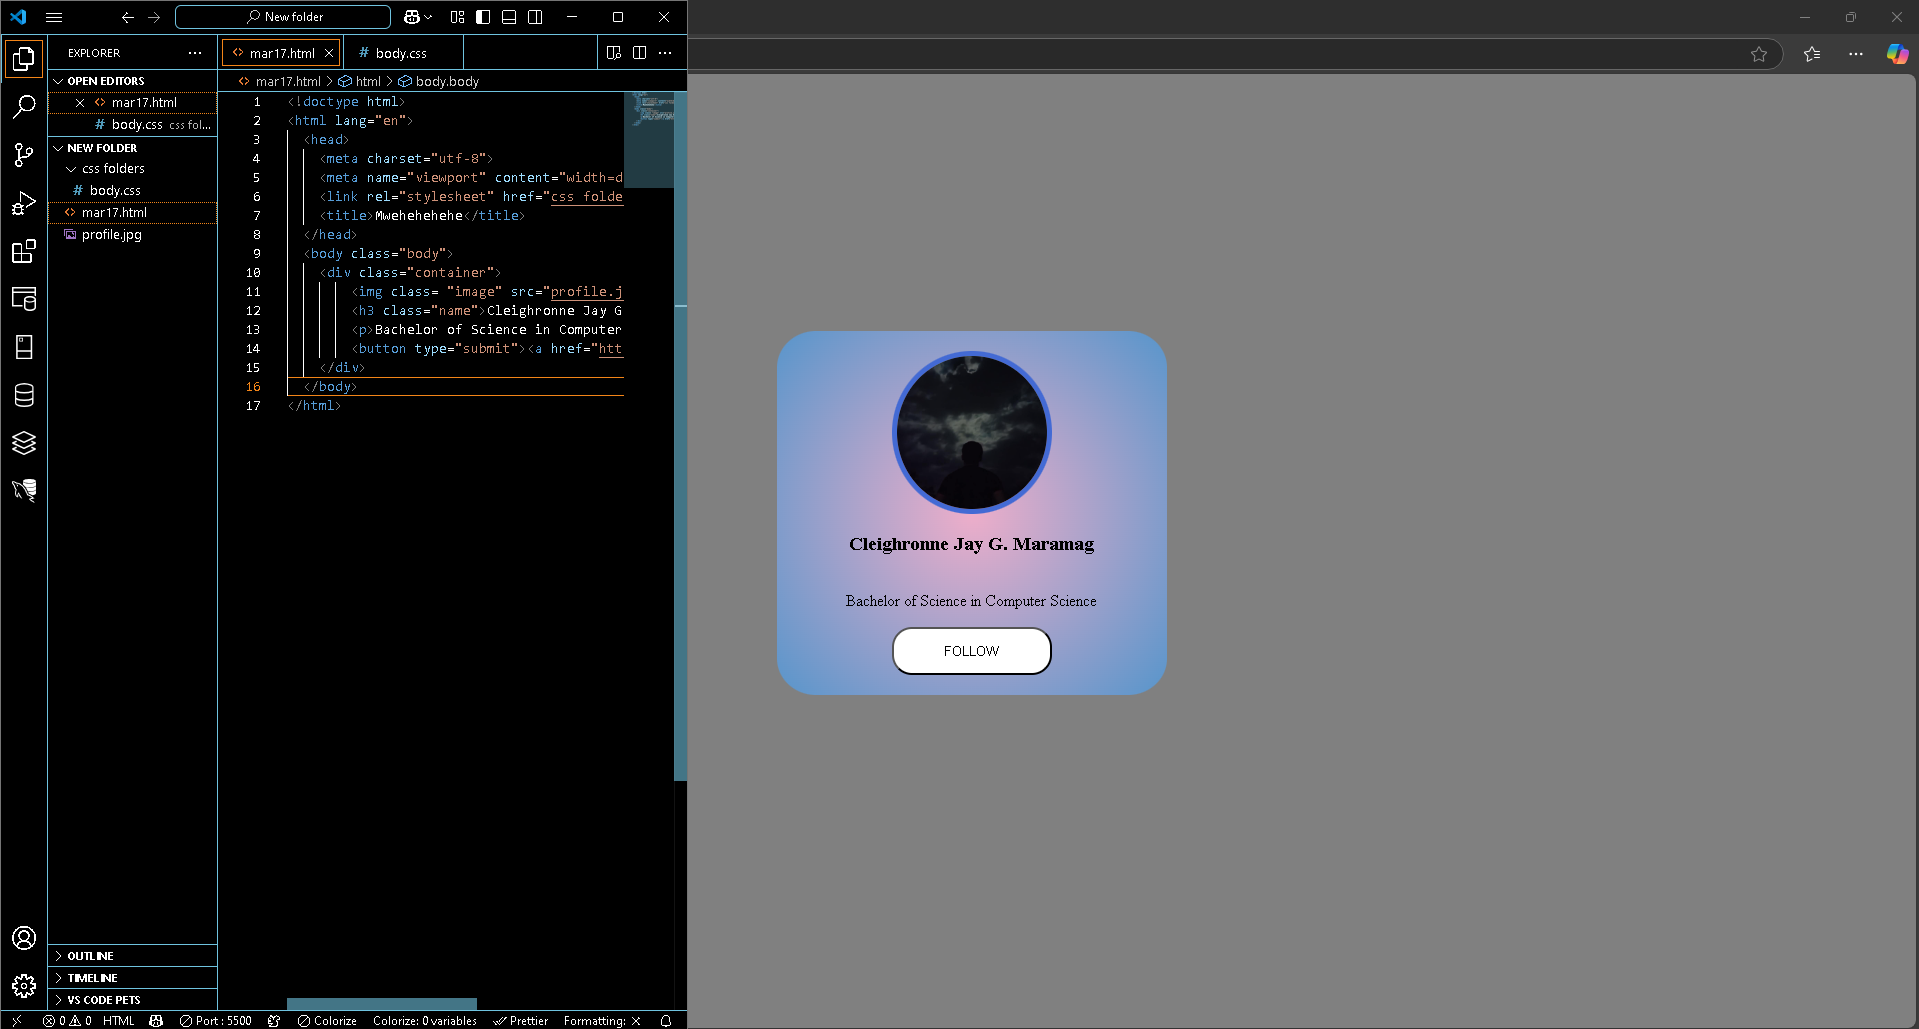 New folder
EXPLORER
OPEN EDITORS
mar17.html
# body.css css fol...
NEW FOLDER
css folders
# body.css
mar17.html
profile.jpg
OUTLINE
TIMELINE
VS CODE PETS
mar17.html
# body.css
mar17.html > html > body.body
1 <!doctype html>
2 <html lang="en">
3 <head>
4 <meta charset="utf-8">
5 <meta name="viewport" content="width=d
6 <link rel="stylesheet" href="css folde
7 <title>Mwehehehehe</title>
8 </head>
9 <body class="body">
10 <div class="container">
11 <img class= "image" src="profile.j
12 <h3 class="name">Cleighronne Jay G
13 <p>Bachelor of Science in Computer
14 <button type="submit"><a href="htt
15 </div>
16 </body>
17 </html>
0 0 HTML Port : 5500 Colorize Colorize: 0 variables Prettier Formatting: ×
Cleighronne Jay G. Maramag
Bachelor of Science in Computer Science
FOLLOW